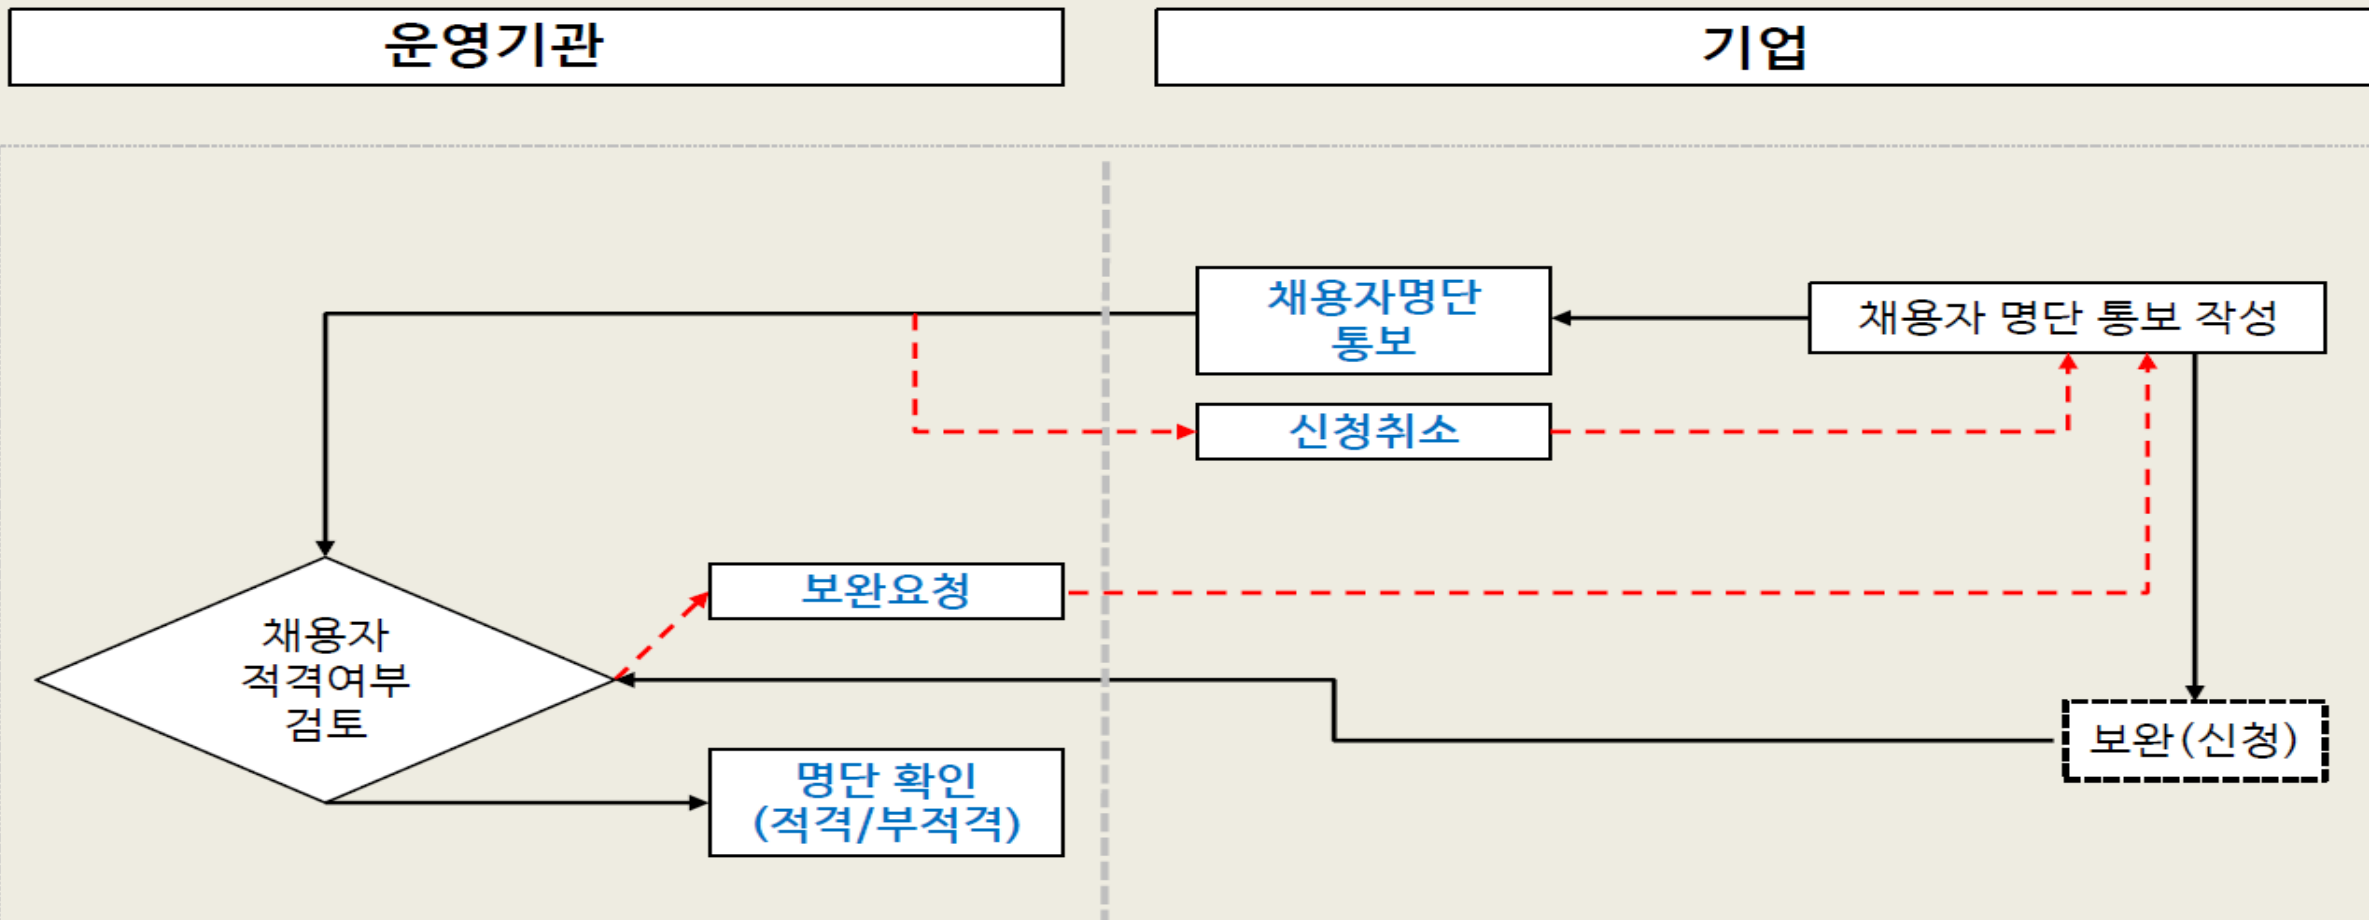 운영기관
기업
채용자명단
통보
채용자 명단 통보 작성
신청취소
보완요청
채용자
적격여부
검토
보완(신청)
명단 확인
(적격/부적격)